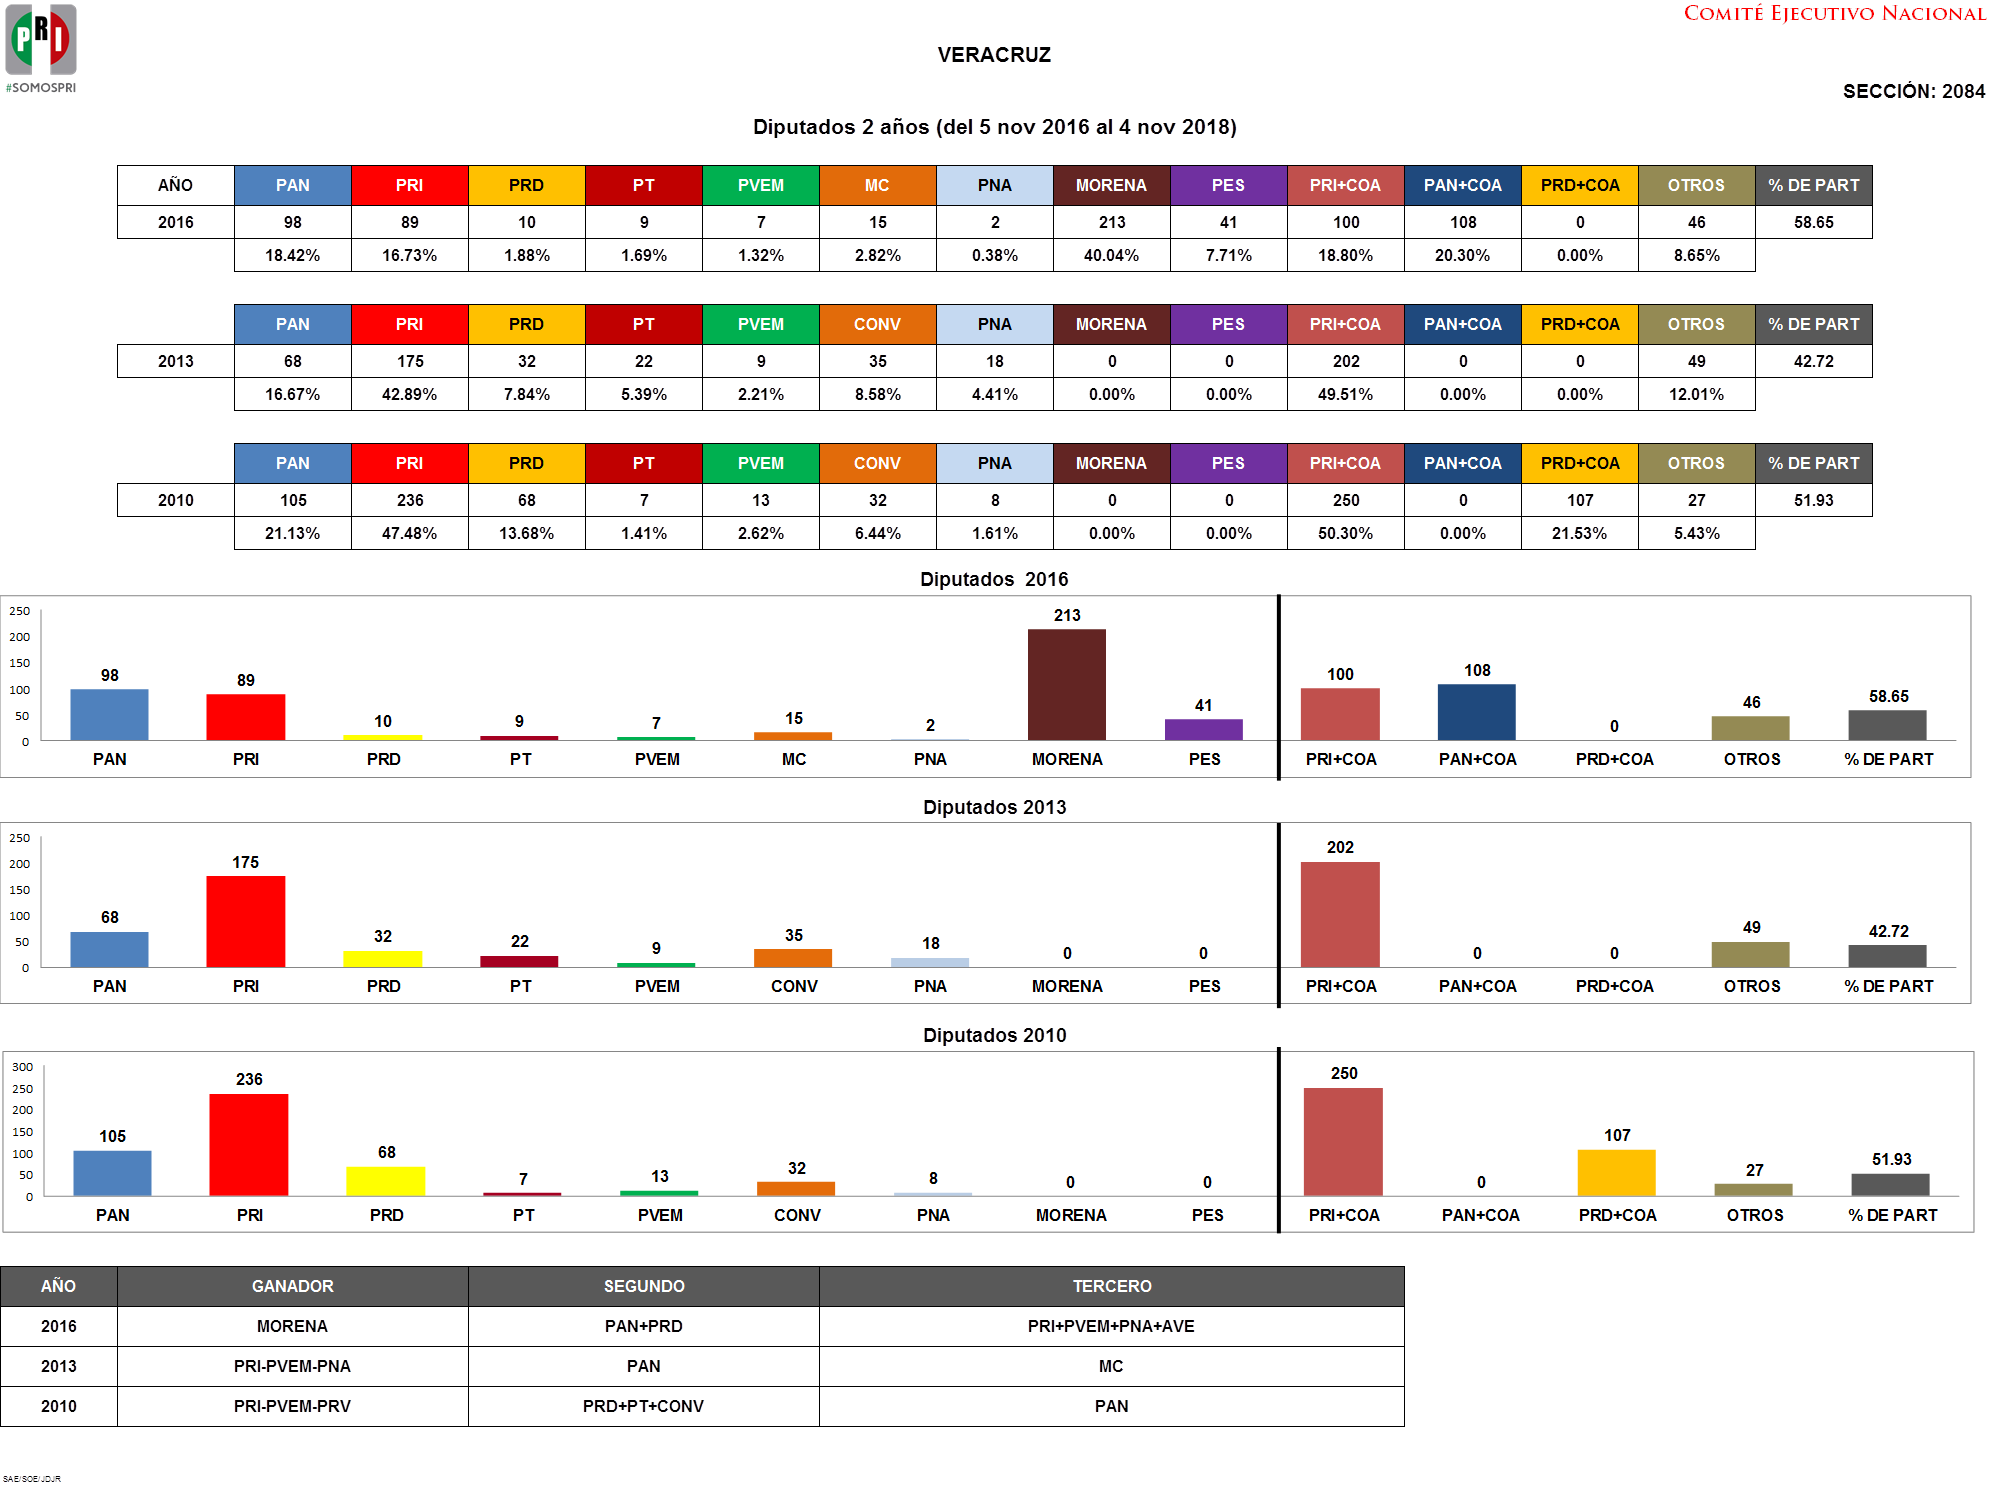 PRI
#SOMOSPRI
COMITÉ EJECUTIVO NACIONAL
VERACRUZ
SECCIÓN: 2084
Diputados 2 años (del 5 nov 2016 al 4 nov 2018)
AÑO PAN PRI PRD PT PVEM MC PNA MORENA PES PRI+COA PAN+COA PRD+COA OTROS % DE PART
2016 98 89 10 9 7 15 2 213 41 100 108 0 46 58.65
18.42% 16.73% 1.88% 1.69% 1.32% 2.82% 0.38% 40.04% 7.71% 18.80% 20.30% 0.00% 8.65%
PAN PRI PRD PT PVEM CONV PNA MORENA PES PRI+COA PAN+COA PRD+COA OTROS % DE PART
2013 68 175 32 22 9 35 18 0 0 202 0 0 49 42.72
16.67% 42.89% 7.84% 5.39% 2.21% 8.58% 4.41% 0.00% 0.00% 49.51% 0.00% 0.00% 12.01%
PAN PRI PRD PT PVEM CONV PNA MORENA PES PRI+COA PAN+COA PRD+COA OTROS % DE PART
2010 105 236 68 7 13 32 8 0 0 250 0 107 27 51.93
21.13% 47.48% 13.68% 1.41% 2.62% 6.44% 1.61% 0.00% 0.00% 50.30% 0.00% 21.53% 5.43%
Diputados 2016
250
200
150
100
50
0
98 89 10 9 7 15 2 213 41 100 108 0 46 58.65
PAN PRI PRD PT PVEM MC PNA MORENA PES PRI+COA PAN+COA PRD+COA OTROS % DE PART
Diputados 2013
250
200
150
100
50
0
68 175 32 22 9 35 18 0 0 202 0 0 49 42.72
PAN PRI PRD PT PVEM CONV PNA MORENA PES PRI+COA PAN+COA PRD+COA OTROS % DE PART
Diputados 2010
300
250
200
150
100
50
0
105 236 68 7 13 32 8 0 0 250 0 107 27 51.93
PAN PRI PRD PT PVEM CONV PNA MORENA PES PRI+COA PAN+COA PRD+COA OTROS % DE PART
AÑO GANADOR SEGUNDO TERCERO
2016 MORENA PAN+PRD PRI+PVEM+PNA+AVE
2013 PRI-PVEM-PNA PAN MC
2010 PRI-PVEM-PRV PRD+PT+CONV PAN
SAE/SOE/JDJR